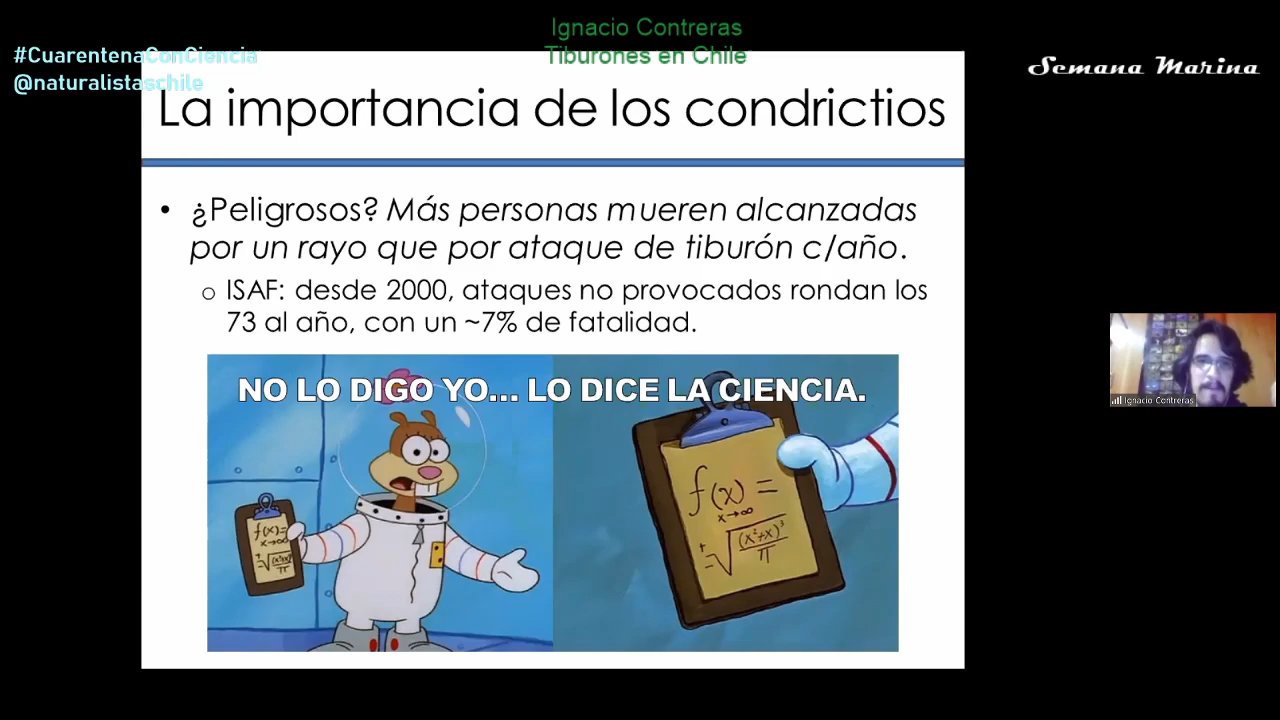 Ignacio Contreras
Tiburones en Chile
#CuarentenaConCiencia
@naturalistaschile
Semana Marina
La importancia de los condrictios
• ¿Peligrosos? Más personas mueren alcanzadas
por un rayo que por ataque de tiburón c/año.
o ISAF: desde 2000, ataques no provocados rondan los
73 al año, con un ~7% de fatalidad.
NO LO DIGO YO... LO DICE LA CIENCIA.
f(x)=
x→∞
f(x) =
x→∞
±√(x²+x)³
π
Ignacio Contreras